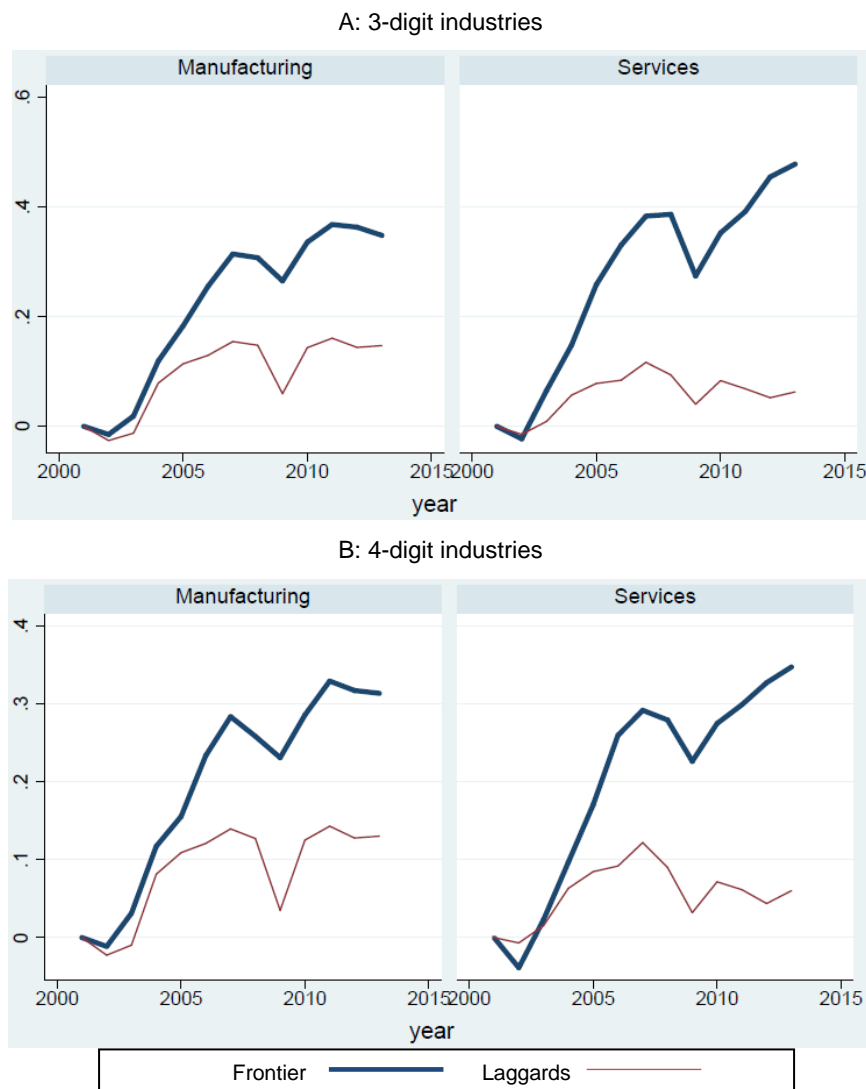 A: 3-digit industries
Manufacturing Services
.6
.4
.2
0
2000 2005 2010 2015 2000 2005 2010 2015
year
B: 4-digit industries
Manufacturing Services
.4
.3
.2
.1
0
2000 2005 2010 2015 2000 2005 2010 2015
year
Frontier Laggards